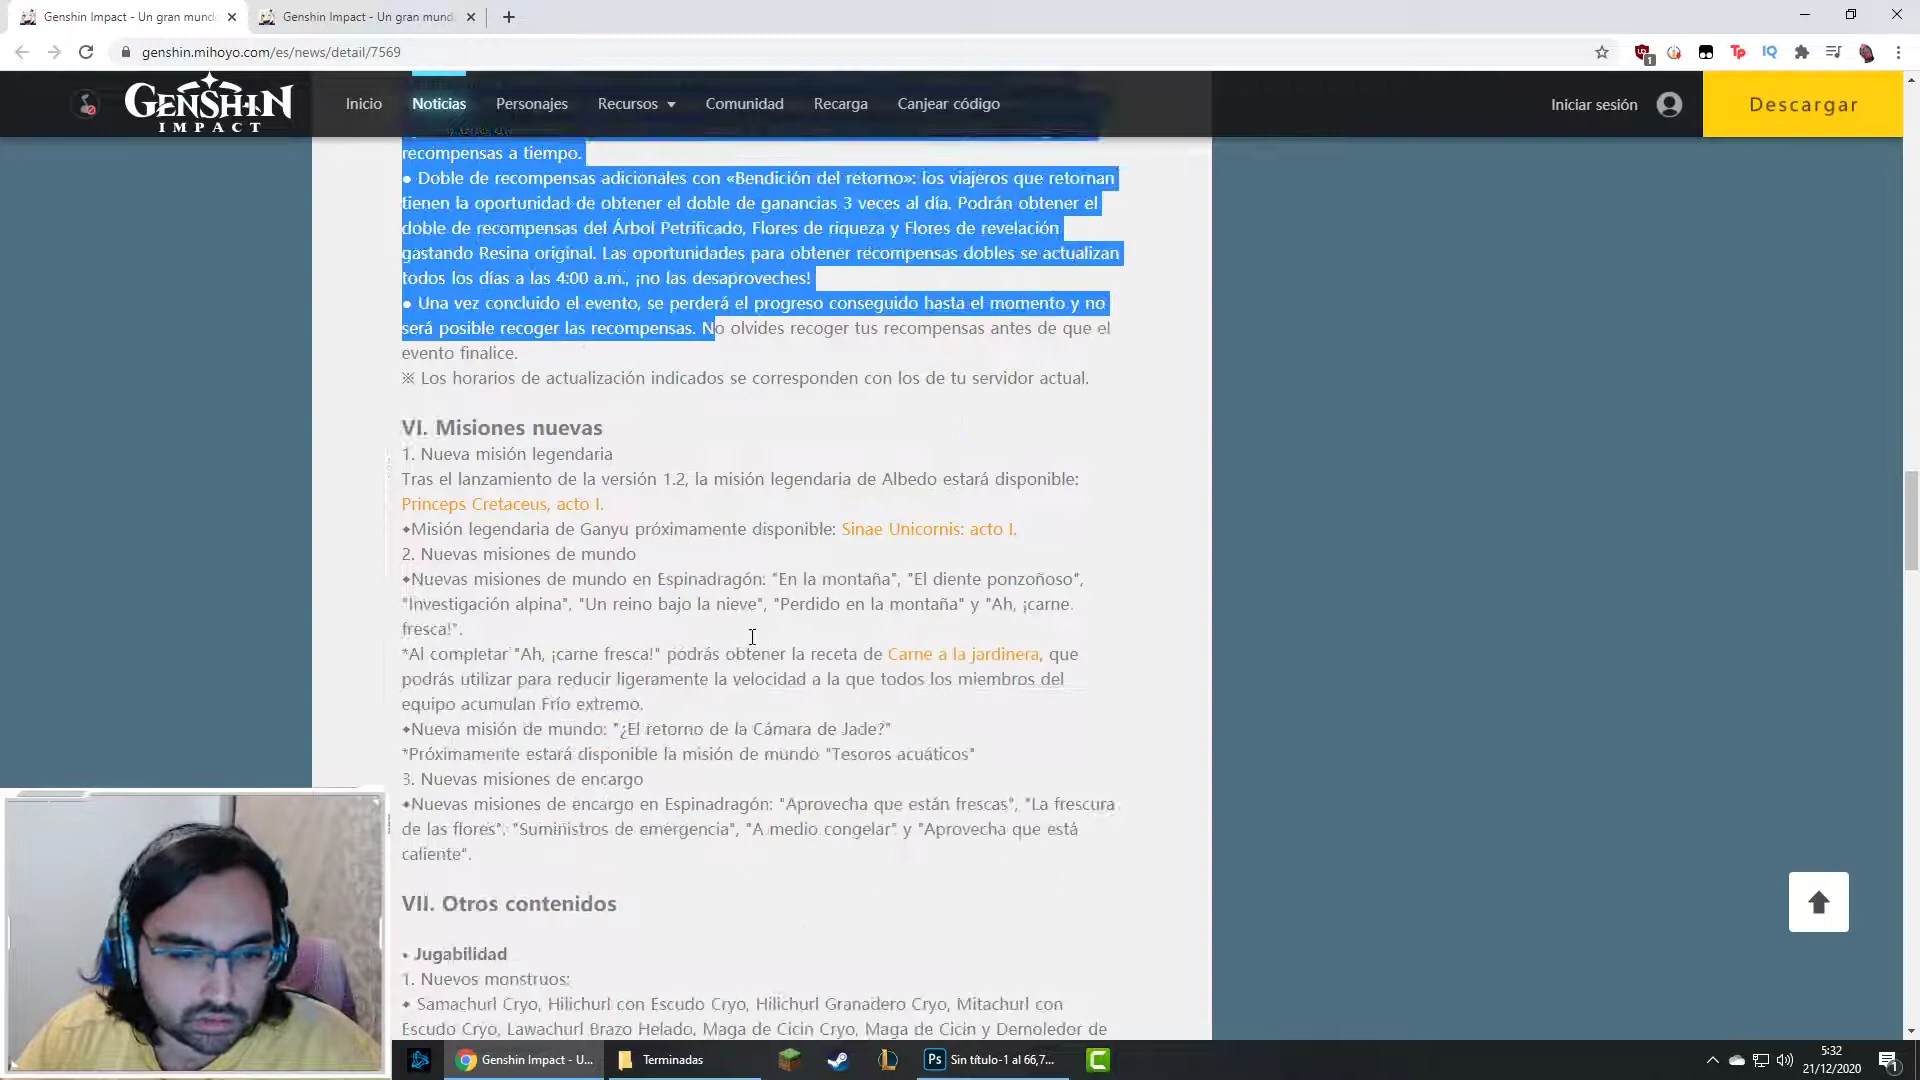 Genshin Impact - Un gran mund
Genshin Impact - Un gran mund
genshin.mihoyo.com/es/news/detail/7569
1
GENSHIN
IMPACT
Inicio
Noticias
Personajes
Recursos
Comunidad
Recarga
Canjear código
Iniciar sesión
Descargar
recompensas a tiempo.
● Doble de recompensas adicionales con «Bendición del retorno»: los viajeros que retornan
tienen la oportunidad de obtener el doble de ganancias 3 veces al día. Podrán obtener el
doble de recompensas del Árbol Petrificado, Flores de riqueza y Flores de revelación
gastando Resina original. Las oportunidades para obtener recompensas dobles se actualizan
todos los días a las 4:00 a.m., ¡no las desaproveches!
● Una vez concluido el evento, se perderá el progreso conseguido hasta el momento y no
será posible recoger las recompensas. No olvides recoger tus recompensas antes de que el
evento finalice.
※ Los horarios de actualización indicados se corresponden con los de tu servidor actual.
VI. Misiones nuevas
1. Nueva misión legendaria
Tras el lanzamiento de la versión 1.2, la misión legendaria de Albedo estará disponible:
Princeps Cretaceus, acto I.
◆Misión legendaria de Ganyu próximamente disponible: Sinae Unicornis: acto I.
2. Nuevas misiones de mundo
◆Nuevas misiones de mundo en Espinadragón: "En la montaña", "El diente ponzoñoso",
"Investigación alpina", "Un reino bajo la nieve", "Perdido en la montaña" y "Ah, ¡carne
fresca!".
*Al completar "Ah, ¡carne fresca!" podrás obtener la receta de Carne a la jardinera, que
podrás utilizar para reducir ligeramente la velocidad a la que todos los miembros del
equipo acumulan Frío extremo.
◆Nueva misión de mundo: "¿El retorno de la Cámara de Jade?"
*Próximamente estará disponible la misión de mundo "Tesoros acuáticos"
3. Nuevas misiones de encargo
◆Nuevas misiones de encargo en Espinadragón: "Aprovecha que están frescas", "La frescura
de las flores", "Suministros de emergencia", "A medio congelar" y "Aprovecha que está
caliente".
VII. Otros contenidos
• Jugabilidad
1. Nuevos monstruos:
◆ Samachurl Cryo, Hilichurl con Escudo Cryo, Hilichurl Granadero Cryo, Mitachurl con
Escudo Cryo, Lawachurl Brazo Helado, Maga de Cicin Cryo, Maga de Cicin y Demoledor de
Genshin Impact - U...
Terminadas
Sin título-1 al 66,7...
5:32
21/12/2020
1